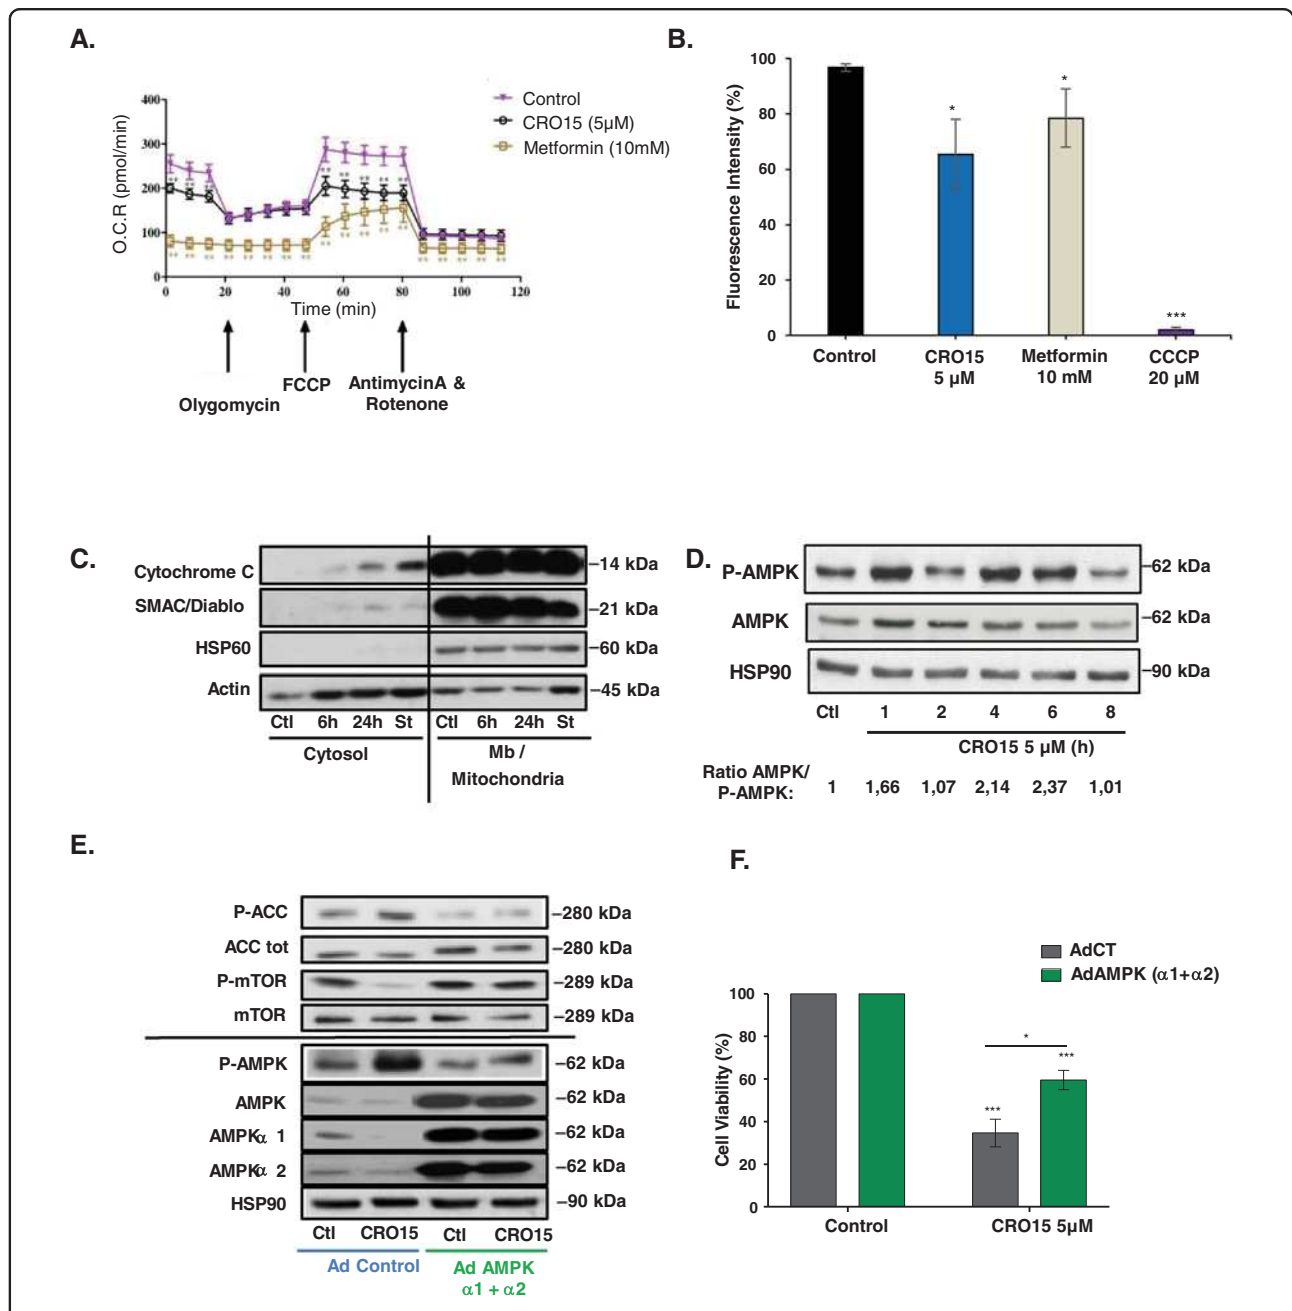 A.
400
300
200
100
0
O.C.R (pmol/min)
0 20 40 60 80 100 120
Time (min)
Control
CRO15 (5µM)
Metformin (10mM)
Olygomycin
FCCP
AntimycinA &
Rotenone
B.
Fluorescence Intensity (%)
100
80
60
40
20
0
*
*
***
Control
CRO15
5 µM
Metformin
10 mM
CCCP
20 µM
C.
Cytochrome C
–14 kDa
SMAC/Diablo
–21 kDa
HSP60
–60 kDa
Actin
–45 kDa
Ctl 6h 24h St Ctl 6h 24h St
Cytosol
Mb /
Mitochondria
D.
P-AMPK
–62 kDa
AMPK
–62 kDa
HSP90
–90 kDa
Ctl 1 2 4 6 8
CRO15 5 µM (h)
Ratio AMPK/
P-AMPK: 1 1,66 1,07 2,14 2,37 1,01
E.
P-ACC –280 kDa
ACC tot –280 kDa
P-mTOR –289 kDa
mTOR –289 kDa
P-AMPK –62 kDa
AMPK –62 kDa
AMPKα 1 –62 kDa
AMPKα 2 –62 kDa
HSP90 –90 kDa
Ctl CRO15 Ctl CRO15
Ad Control
Ad AMPK
α1 + α2
F.
AdCT
AdAMPK (α1+α2)
Cell Viability (%)
100
80
60
40
20
0
*
***
***
Control
CRO15 5µM